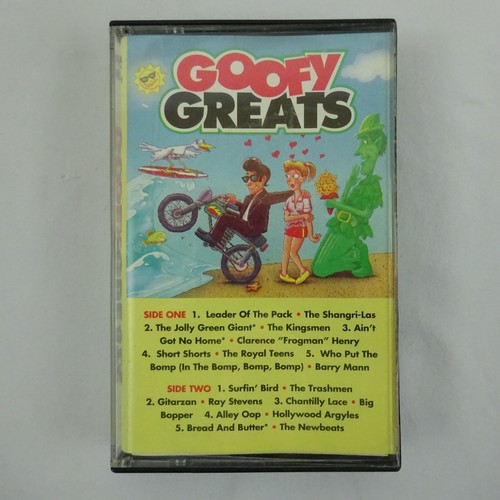 GOOFY
GREATS
SIDE ONE 1. Leader Of The Pack • The Shangri-Las
2. The Jolly Green Giant* • The Kingsmen 3. Ain't
Got No Home* • Clarence "Frogman" Henry
4. Short Shorts • The Royal Teens 5. Who Put The
Bomp (In The Bomp, Bomp, Bomp) • Barry Mann
SIDE TWO 1. Surfin' Bird • The Trashmen
2. Gitarzan • Ray Stevens 3. Chantilly Lace • Big
Bopper 4. Alley Oop • Hollywood Argyles
5. Bread And Butter* • The Newbeats